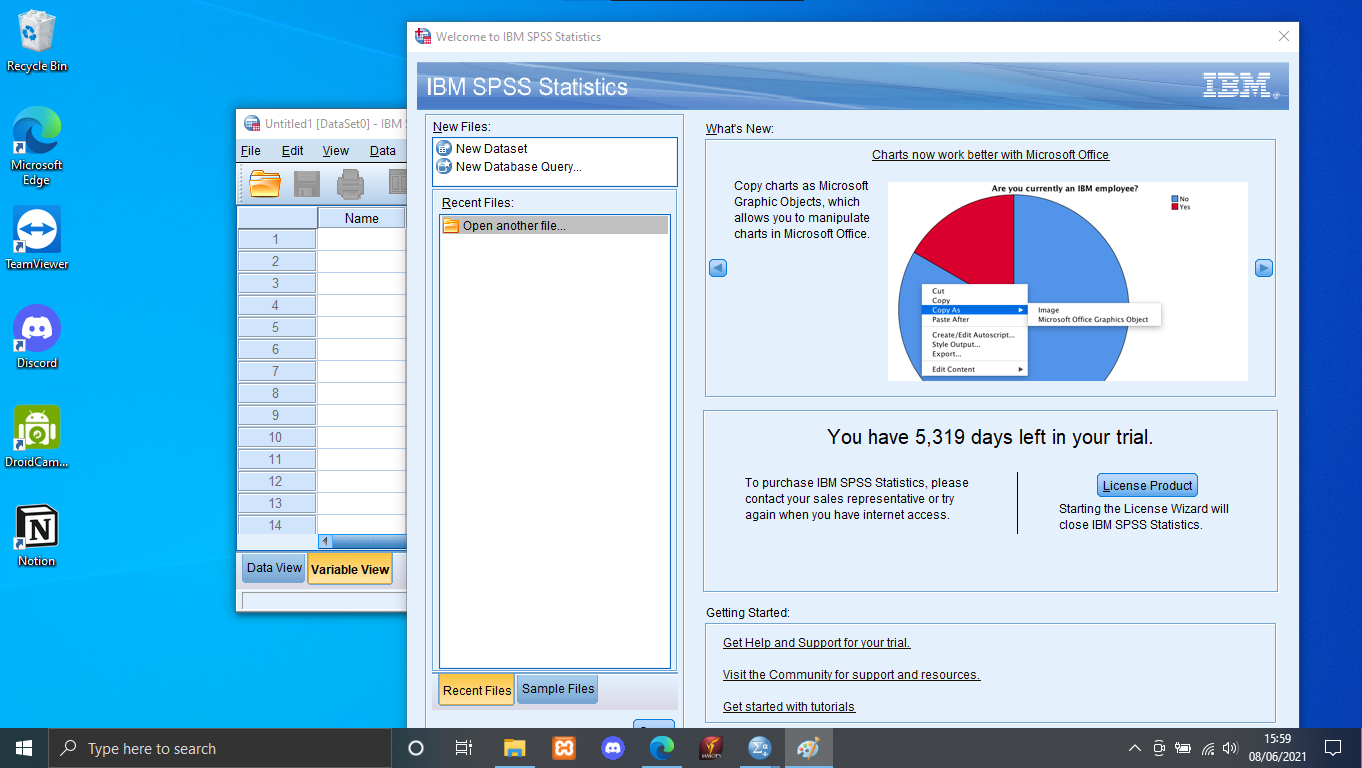 Recycle Bin
Microsoft
Edge
TeamViewer
Discord
DroidCam...
Notion
Untitled1 [DataSet0] - IBM
File Edit View Data
Name
1
2
3
4
5
6
7
8
9
10
11
12
13
14
Data View Variable View
Welcome to IBM SPSS Statistics
IBM SPSS Statistics
IBM
New Files:
New Dataset
New Database Query...
Recent Files:
Open another file...
Recent Files Sample Files
What's New:
Charts now work better with Microsoft Office
Copy charts as Microsoft
Graphic Objects, which
allows you to manipulate
charts in Microsoft Office.
Are you currently an IBM employee?
No
Yes
Cut
Copy
Copy As
Paste After
Create/Edit Autoscript...
Style Output...
Export...
Edit Content
Image
Microsoft Office Graphics Object
You have 5,319 days left in your trial.
To purchase IBM SPSS Statistics, please
contact your sales representative or try
again when you have internet access.
License Product
Starting the License Wizard will
close IBM SPSS Statistics.
Getting Started:
Get Help and Support for your trial.
Visit the Community for support and resources.
Get started with tutorials
Type here to search
15:59
08/06/2021